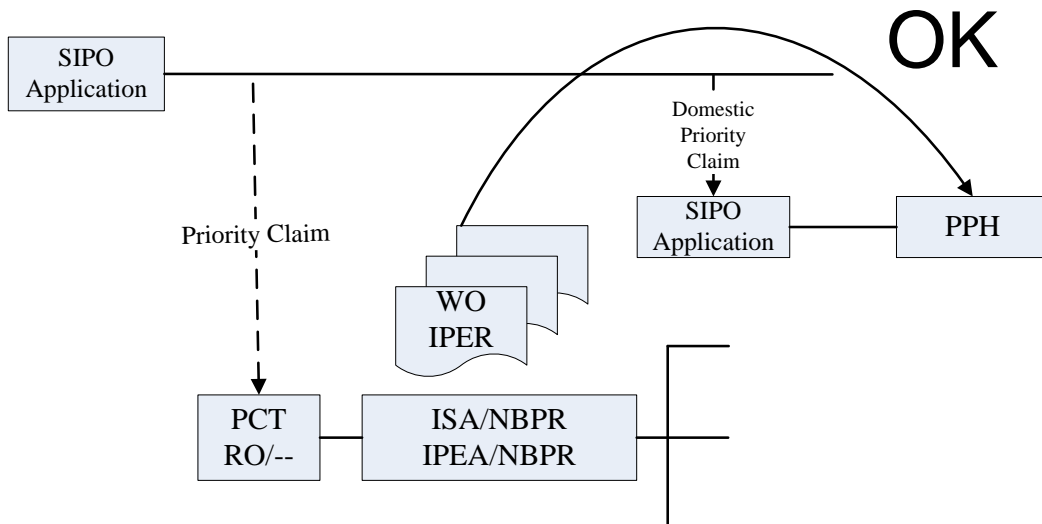 OK
SIPO
Application
Domestic
Priority
Claim
SIPO
Application
PPH
Priority Claim
WO
IPER
PCT
RO/--
ISA/NBPR
IPEA/NBPR